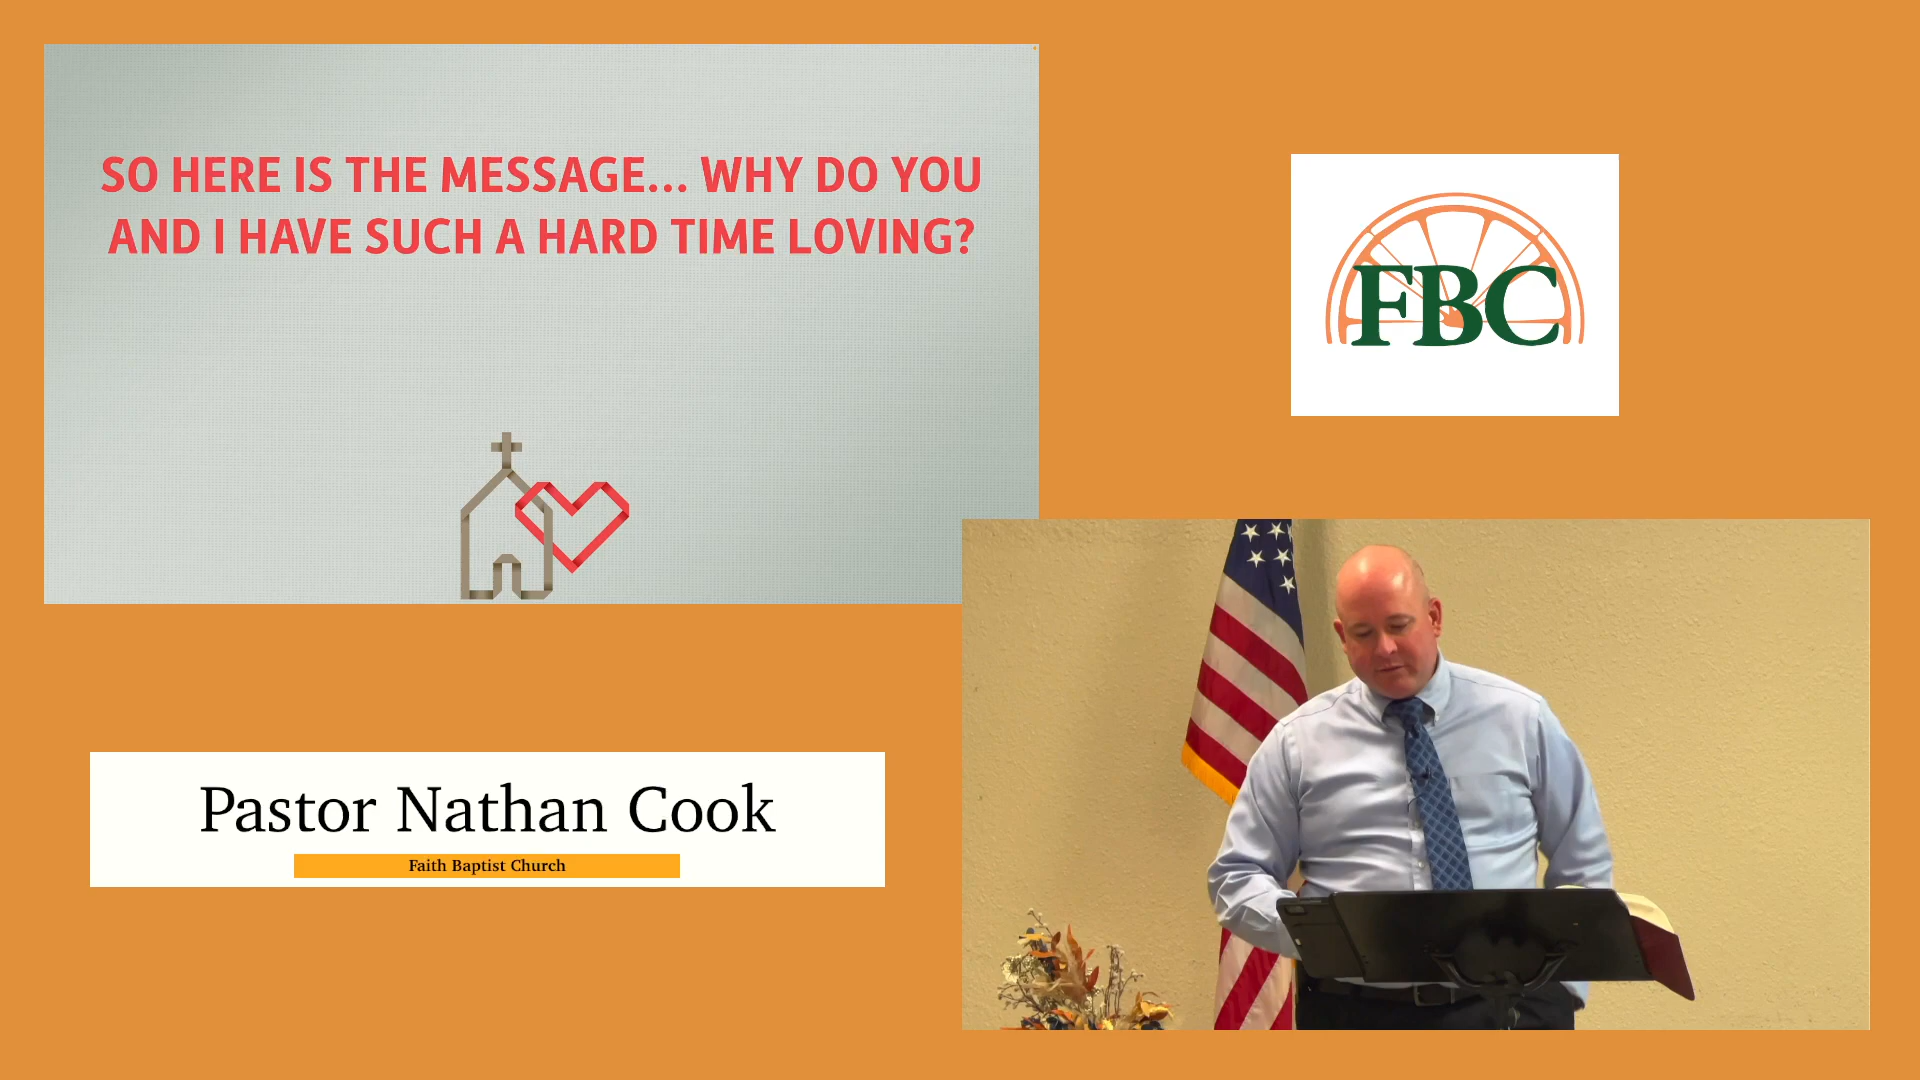 SO HERE IS THE MESSAGE... WHY DO YOU
AND I HAVE SUCH A HARD TIME LOVING?
FBC
Pastor Nathan Cook
Faith Baptist Church